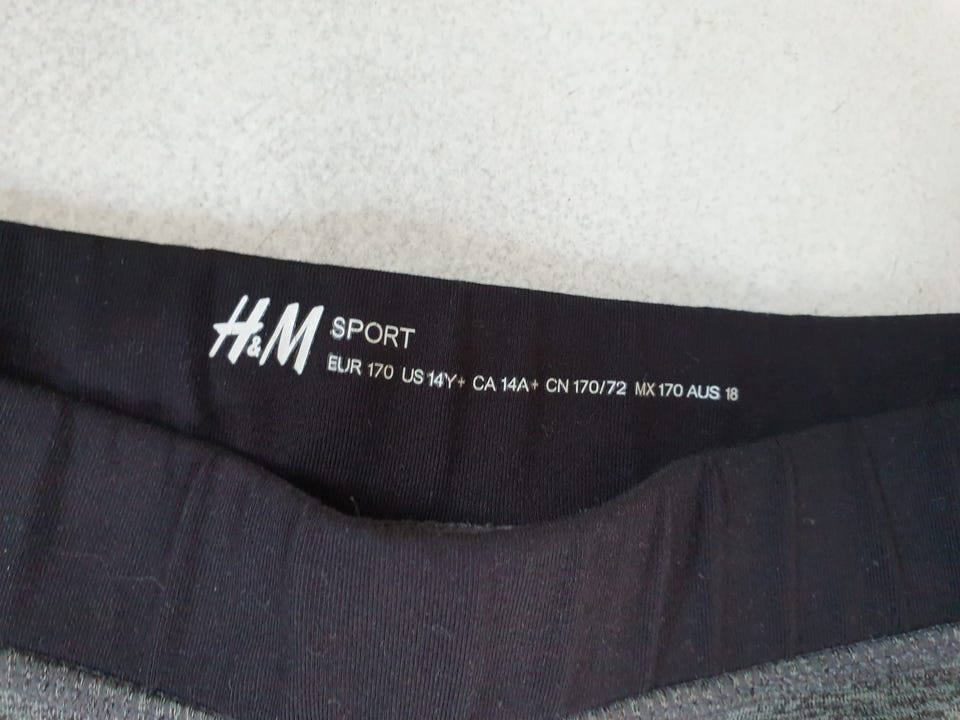 H&M SPORT
EUR 170 US 14Y+ CA 14A+ CN 170/72 MX 170 AUS 18